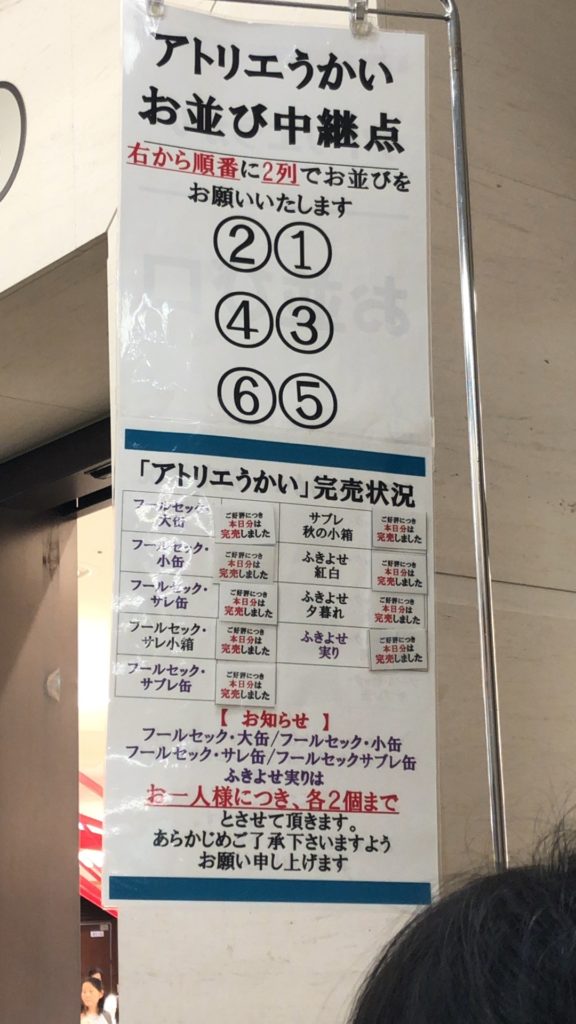 アトリエうかい
お並び中継点
右から順番に2列でお並びを
お願いいたします
② ①
④ ③
⑥ ⑤
「アトリエうかい」完売状況
フールセック・
大缶
ご好評につき
本日分は
完売しました
サブレ
秋の小箱
ご好評につき
本日分は
完売しました
フールセック・
小缶
ご好評につき
本日分は
完売しました
ふきよせ
紅白
ご好評につき
本日分は
完売しました
フールセック・
サレ缶
ご好評につき
本日分は
完売しました
ふきよせ
夕暮れ
ご好評につき
本日分は
完売しました
フールセック・
サレ小箱
ご好評につき
本日分は
完売しました
ふきよせ
実り
ご好評につき
本日分は
完売しました
フールセック・
サブレ缶
ご好評につき
本日分は
完売しました
【 お知らせ 】
フールセック・大缶/フールセック・小缶
フールセック・サレ缶/フールセックサブレ缶
ふきよせ実りは
お一人様につき、各2個まで
とさせて頂きます。
あらかじめご了承下さいますよう
お願い申し上げます